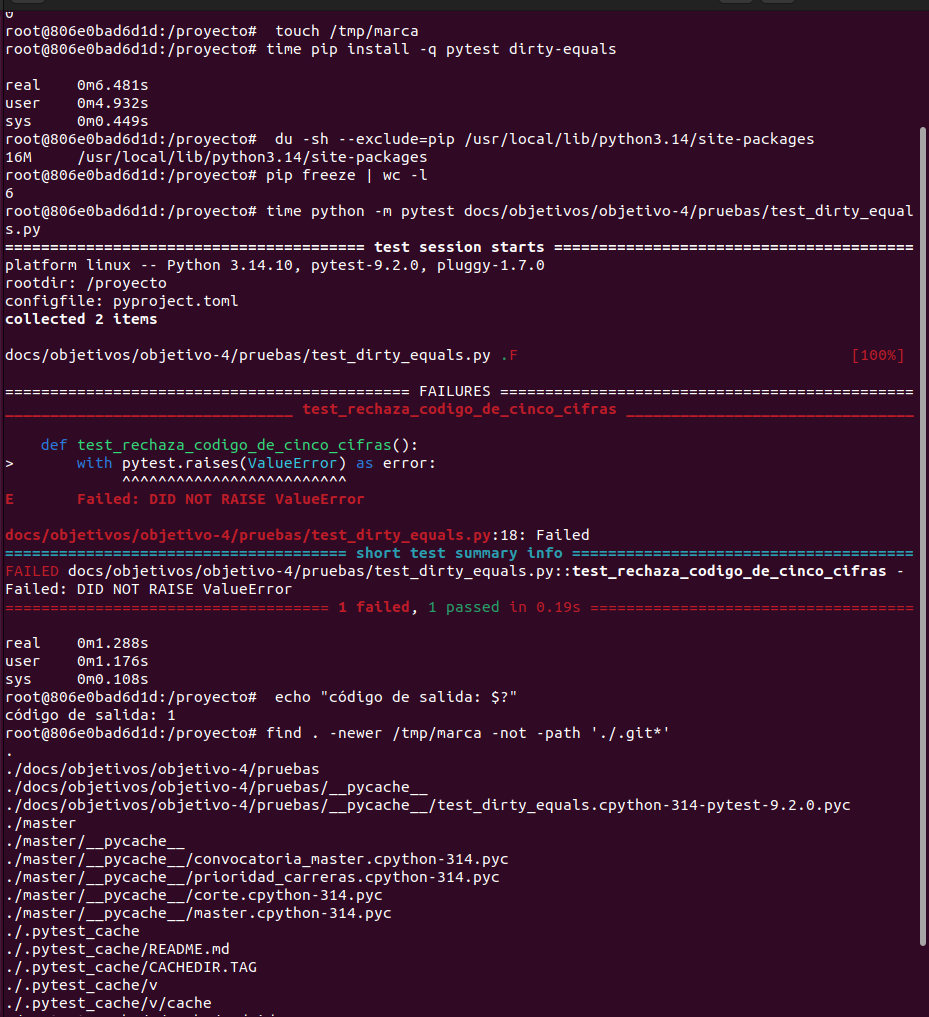 0
root@806e0bad6d1d:/proyecto#  touch /tmp/marca
root@806e0bad6d1d:/proyecto# time pip install -q pytest dirty-equals
real    0m6.481s
user    0m4.932s
sys     0m0.449s
root@806e0bad6d1d:/proyecto#  du -sh --exclude=pip /usr/local/lib/python3.14/site-packages
16M     /usr/local/lib/python3.14/site-packages
root@806e0bad6d1d:/proyecto# pip freeze | wc -l
6
root@806e0bad6d1d:/proyecto# time python -m pytest docs/objetivos/objetivo-4/pruebas/test_dirty_equal
s.py
======================================== test session starts ========================================
platform linux -- Python 3.14.10, pytest-9.2.0, pluggy-1.7.0
rootdir: /proyecto
configfile: pyproject.toml
collected 2 items
docs/objetivos/objetivo-4/pruebas/test_dirty_equals.py .F                                     [100%]
============================================= FAILURES ==============================================
________________________________ test_rechaza_codigo_de_cinco_cifras ________________________________
    def test_rechaza_codigo_de_cinco_cifras():
>       with pytest.raises(ValueError) as error:
             ^^^^^^^^^^^^^^^^^^^^^^^^^
E       Failed: DID NOT RAISE ValueError
docs/objetivos/objetivo-4/pruebas/test_dirty_equals.py:18: Failed
====================================== short test summary info ======================================
FAILED docs/objetivos/objetivo-4/pruebas/test_dirty_equals.py::test_rechaza_codigo_de_cinco_cifras -
Failed: DID NOT RAISE ValueError
==================================== 1 failed, 1 passed in 0.19s ====================================
real    0m1.288s
user    0m1.176s
sys     0m0.108s
root@806e0bad6d1d:/proyecto#  echo "código de salida: $?"
código de salida: 1
root@806e0bad6d1d:/proyecto# find . -newer /tmp/marca -not -path './.git*'
.
./docs/objetivos/objetivo-4/pruebas
./docs/objetivos/objetivo-4/pruebas/__pycache__
./docs/objetivos/objetivo-4/pruebas/__pycache__/test_dirty_equals.cpython-314-pytest-9.2.0.pyc
./master
./master/__pycache__
./master/__pycache__/convocatoria_master.cpython-314.pyc
./master/__pycache__/prioridad_carreras.cpython-314.pyc
./master/__pycache__/corte.cpython-314.pyc
./master/__pycache__/master.cpython-314.pyc
./.pytest_cache
./.pytest_cache/README.md
./.pytest_cache/CACHEDIR.TAG
./.pytest_cache/v
./.pytest_cache/v/cache